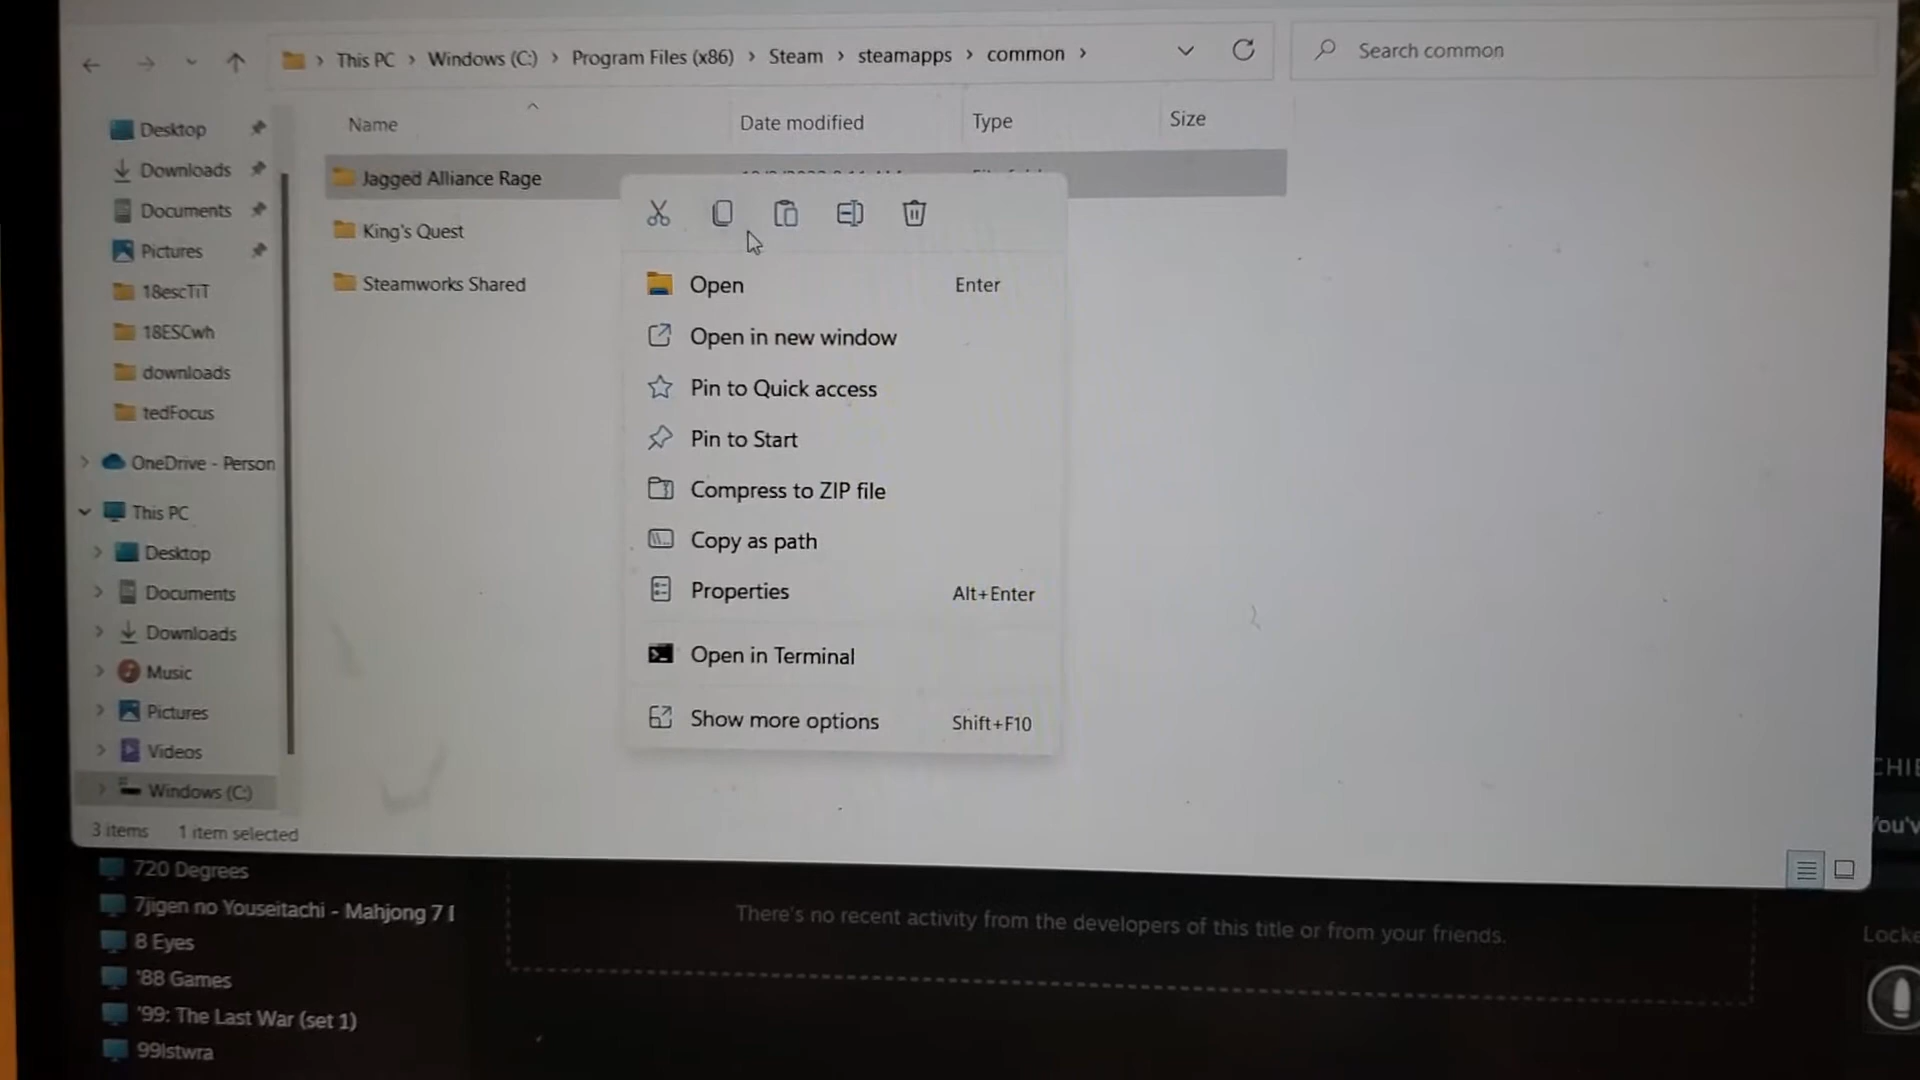 This PC > Windows (C:) > Program Files (x86) > Steam > steamapps > common >
Search common
Name
Date modified
Type
Size
Desktop
Downloads
Documents
Pictures
18escTiT
18ESCwh
downloads
tedFocus
OneDrive - Person
This PC
Desktop
Documents
Downloads
Music
Pictures
Videos
Windows (C:)
3 items 1 item selected
Jagged Alliance Rage
King's Quest
Steamworks Shared
Open Enter
Open in new window
Pin to Quick access
Pin to Start
Compress to ZIP file
Copy as path
Properties Alt+Enter
Open in Terminal
Show more options Shift+F10
720 Degrees
7jigen no Youseitachi - Mahjong 7
8 Eyes
'88 Games
'99: The Last War (set 1)
99lstwra
There's no recent activity from the developers of this title or from your friends.